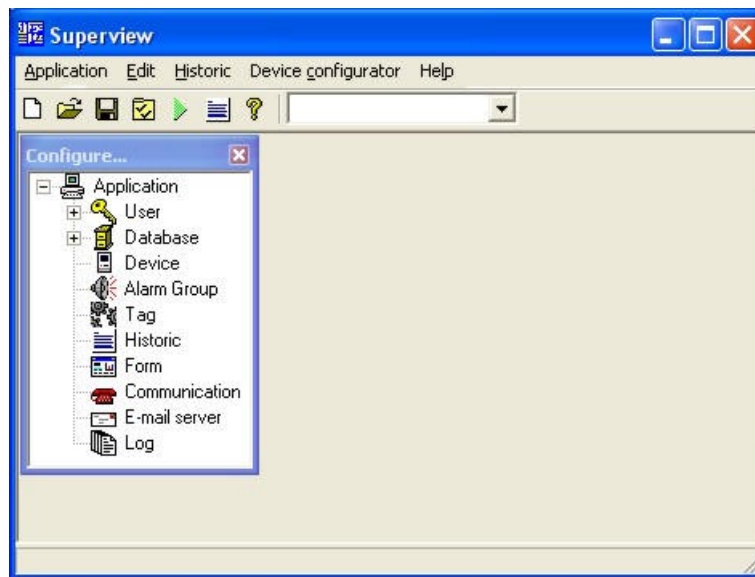 Superview
Application Edit Historic Device configurator Help
Configure...
Application
User
Database
Device
Alarm Group
Tag
Historic
Form
Communication
E-mail server
Log